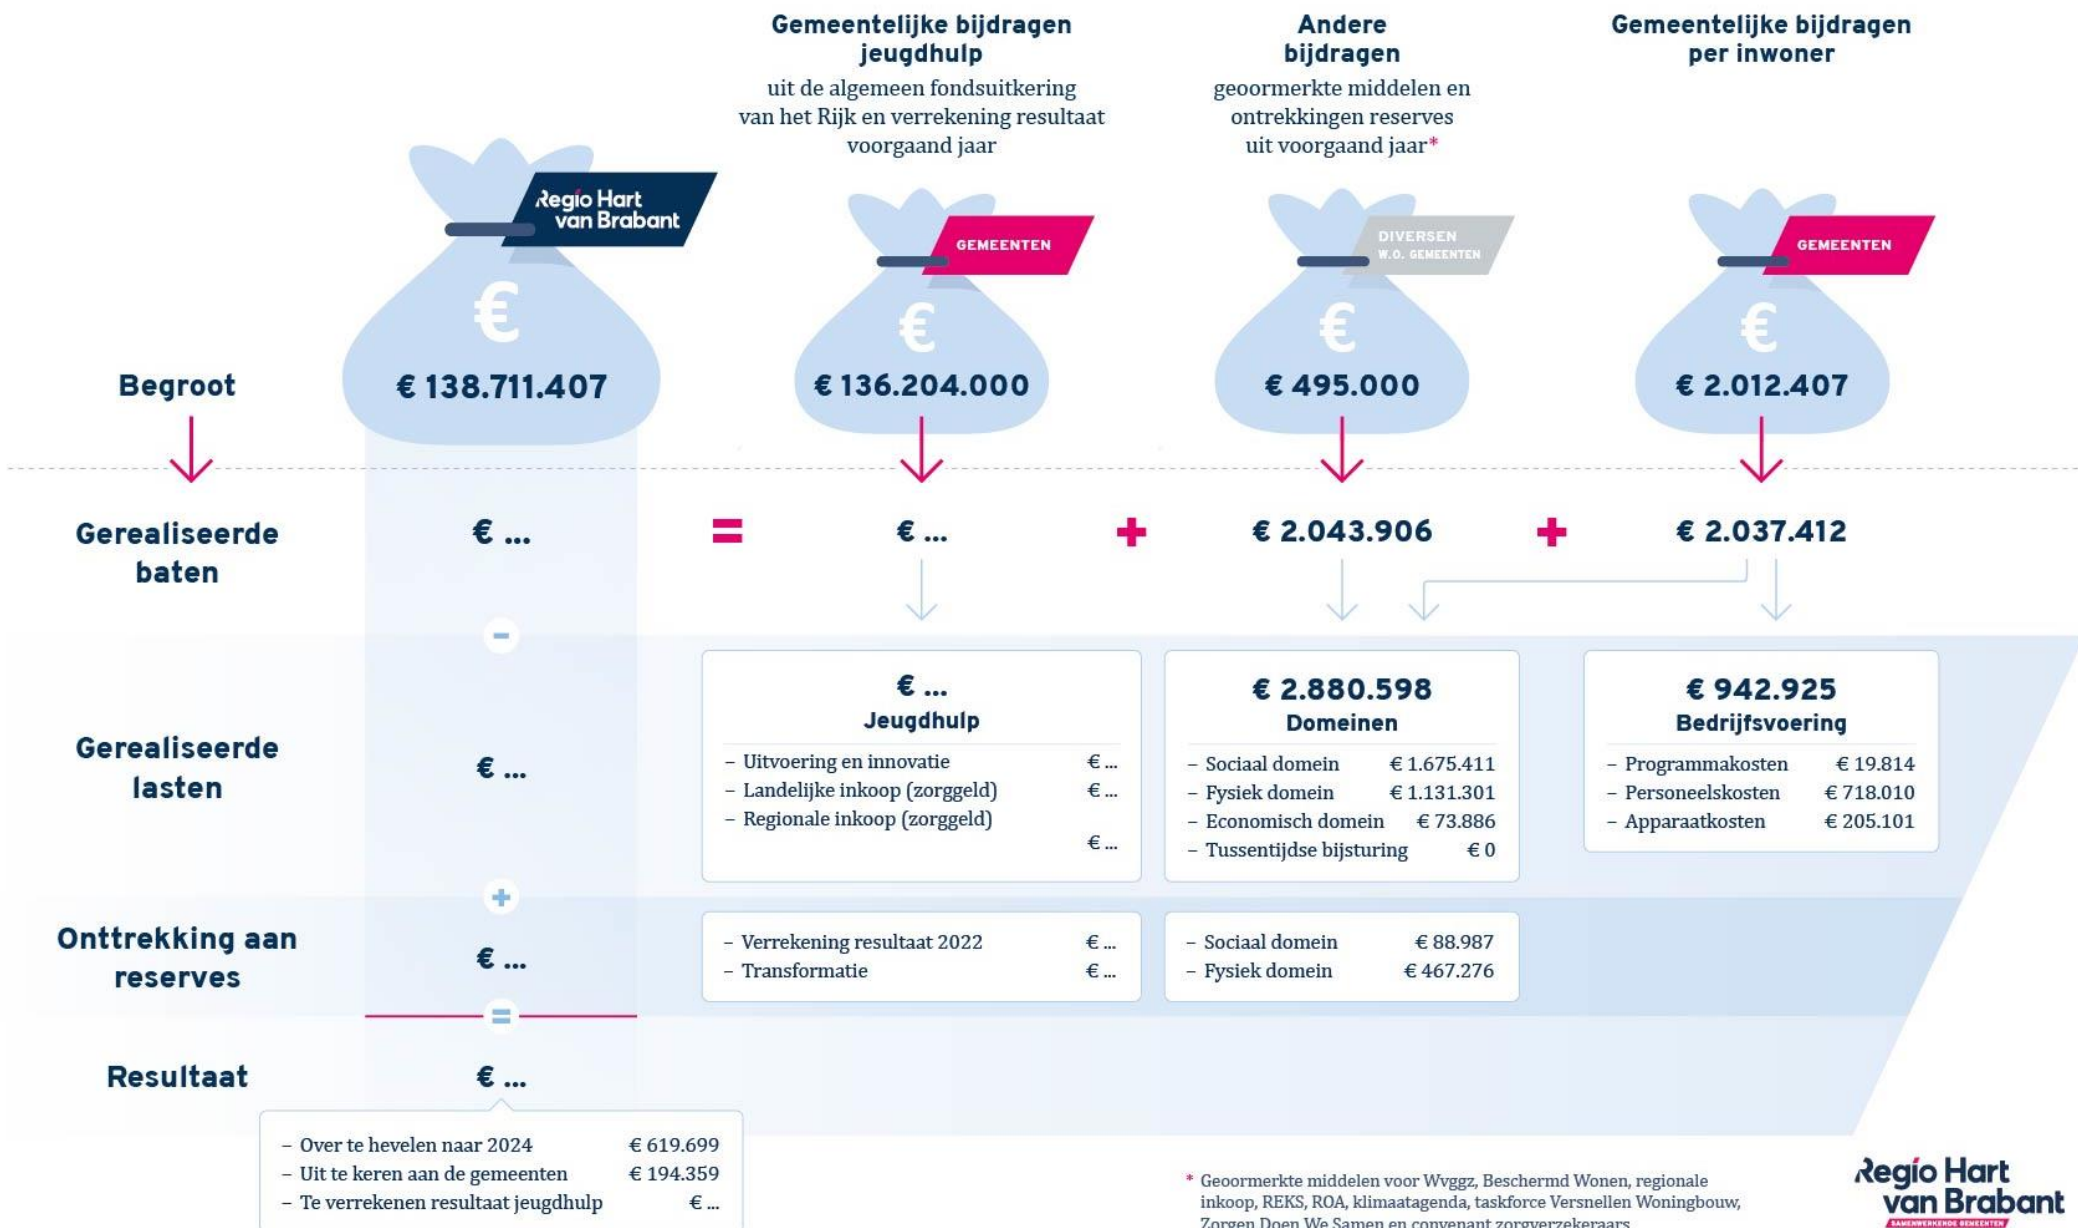 Gemeentelijke bijdragen
jeugdhulp
uit de algemeen fondsuitkering
van het Rijk en verrekening resultaat
voorgaand jaar
Andere
bijdragen
geoormerkte middelen en
ontrekkingen reserves
uit voorgaand jaar*
Gemeentelijke bijdragen
per inwoner
Regio Hart
van Brabant
GEMEENTEN
DIVERSEN
W.O. GEMEENTEN
GEMEENTEN
€
€
€
€
Begroot
€ 138.711.407
€ 136.204.000
€ 495.000
€ 2.012.407
Gerealiseerde
baten
€ ...
=
€ ...
+
€ 2.043.906
+
€ 2.037.412
-
Gerealiseerde
lasten
€ ...
€ ...
Jeugdhulp
– Uitvoering en innovatie € ...
– Landelijke inkoop (zorggeld) € ...
– Regionale inkoop (zorggeld)
€ ...
€ 2.880.598
Domeinen
– Sociaal domein € 1.675.411
– Fysiek domein € 1.131.301
– Economisch domein € 73.886
– Tussentijdse bijsturing € 0
€ 942.925
Bedrijfsvoering
– Programmakosten € 19.814
– Personeelskosten € 718.010
– Apparaatkosten € 205.101
+
Onttrekking aan
reserves
€ ...
– Verrekening resultaat 2022 € ...
– Transformatie € ...
– Sociaal domein € 88.987
– Fysiek domein € 467.276
=
Resultaat
€ ...
– Over te hevelen naar 2024 € 619.699
– Uit te keren aan de gemeenten € 194.359
– Te verrekenen resultaat jeugdhulp € ...
* Geoormerkte middelen voor Wvggz, Beschermd Wonen, regionale
inkoop, REKS, ROA, klimaatagenda, taskforce Versnellen Woningbouw,
Zorgen Doen We Samen en convenant zorgverzekeraars
Regio Hart
van Brabant
SAMENWERKENDE GEMEENTEN